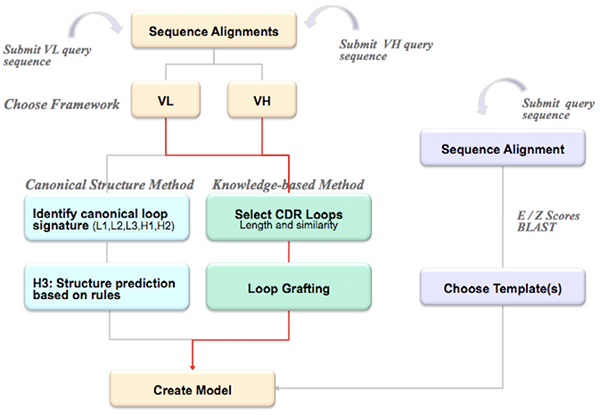 Submit VL query
sequence
Sequence Alignments
Submit VH query
sequence
Choose Framework
VL
VH
Submit query
sequence
Sequence Alignment
Canonical Structure Method
Knowledge-based Method
Identify canonical loop
signature (L1,L2,L3,H1,H2)
Select CDR Loops
Length and similarity
E / Z Scores
BLAST
H3: Structure prediction
based on rules
Loop Grafting
Choose Template(s)
Create Model